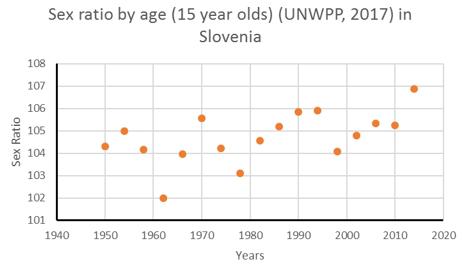 Sex ratio by age (15 year olds) (UNWPP, 2017) in
Slovenia
108
107
106
105
104
103
102
101
Sex Ratio
1940 1950 1960 1970 1980 1990 2000 2010 2020
Years